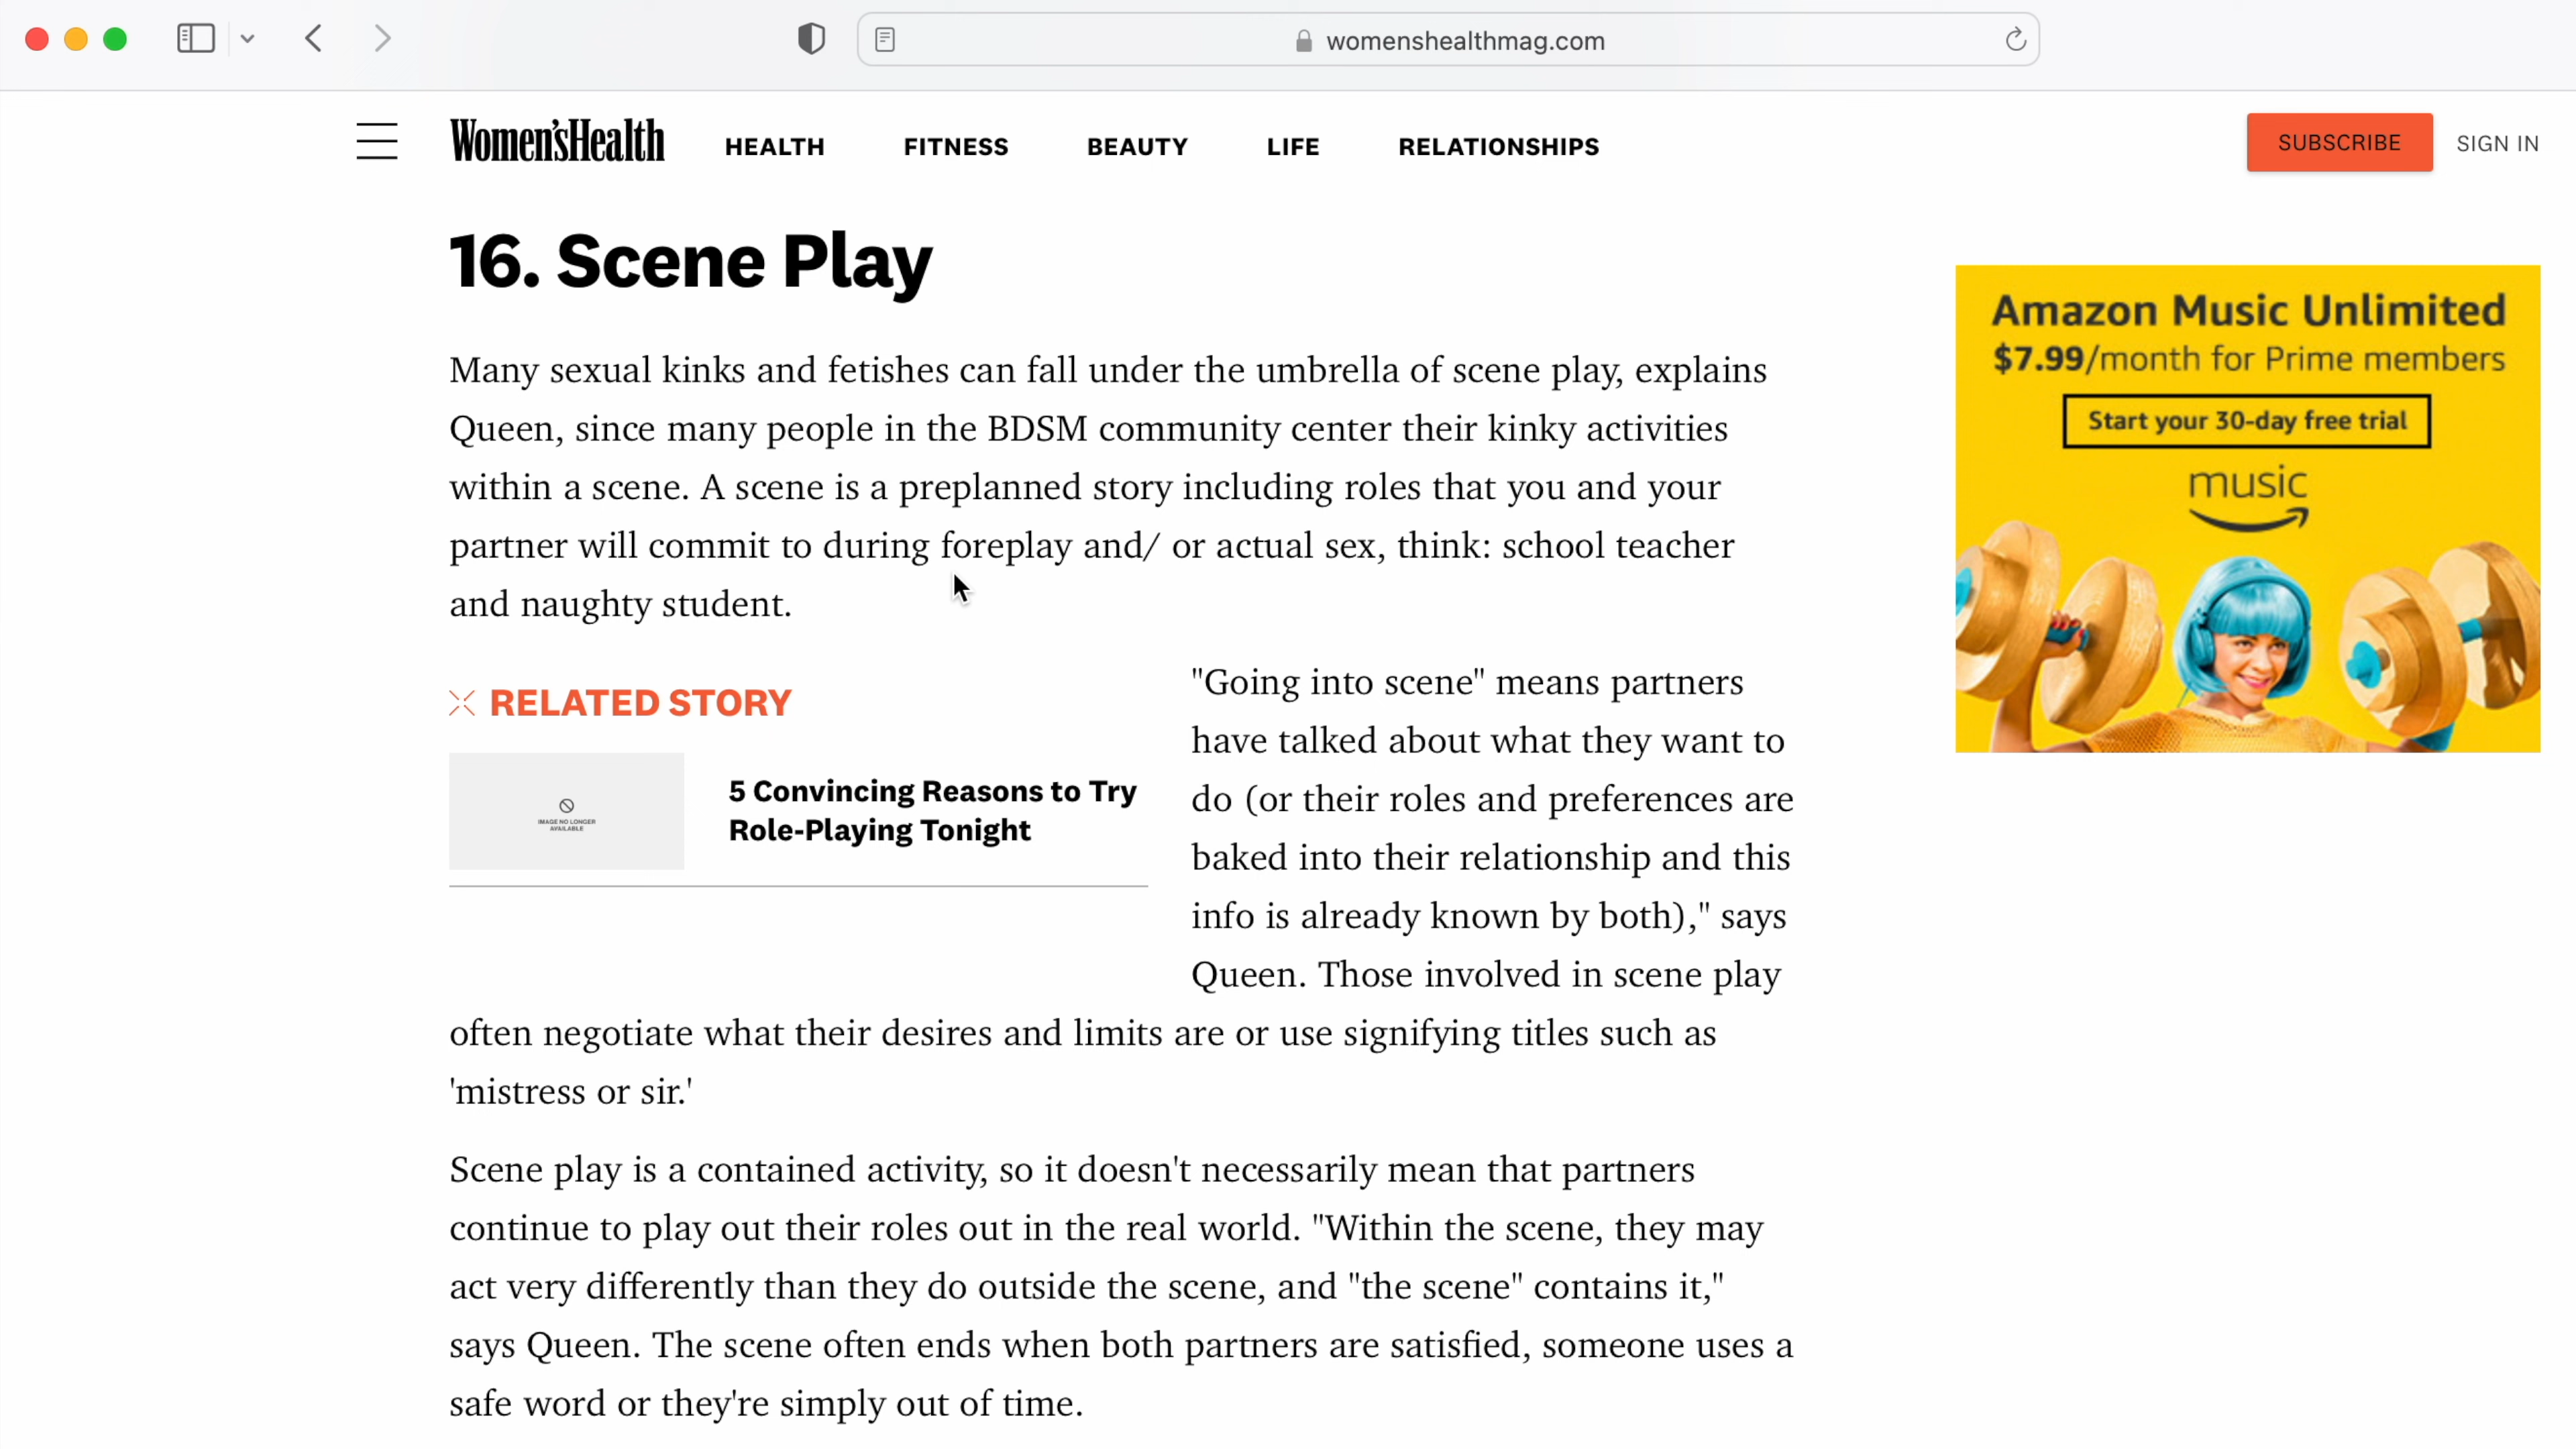 womenshealthmag.com
Women'sHealth HEALTH FITNESS BEAUTY LIFE RELATIONSHIPS SUBSCRIBE SIGN IN
16. Scene Play
Many sexual kinks and fetishes can fall under the umbrella of scene play, explains
Queen, since many people in the BDSM community center their kinky activities
within a scene. A scene is a preplanned story including roles that you and your
partner will commit to during foreplay and/ or actual sex, think: school teacher
and naughty student.
RELATED STORY
IMAGE NO LONGER
AVAILABLE
5 Convincing Reasons to Try
Role-Playing Tonight
"Going into scene" means partners
have talked about what they want to
do (or their roles and preferences are
baked into their relationship and this
info is already known by both)," says
Queen. Those involved in scene play
often negotiate what their desires and limits are or use signifying titles such as
'mistress or sir.'
Scene play is a contained activity, so it doesn't necessarily mean that partners
continue to play out their roles out in the real world. "Within the scene, they may
act very differently than they do outside the scene, and "the scene" contains it,"
says Queen. The scene often ends when both partners are satisfied, someone uses a
safe word or they're simply out of time.
Amazon Music Unlimited
$7.99/month for Prime members
Start your 30-day free trial
music